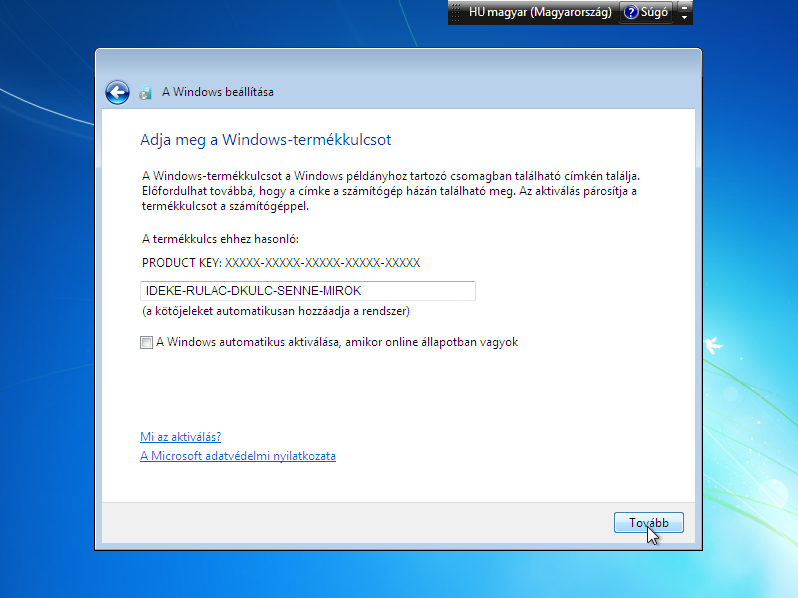 HU magyar (Magyarország) ? Súgó
A Windows beállítása
Adja meg a Windows-termékkulcsot
A Windows-termékkulcsot a Windows példányhoz tartozó csomagban található címkén találja.
Előfordulhat továbbá, hogy a címke a számítógép házán található meg. Az aktiválás párosítja a
termékkulcsot a számítógéppel.
A termékkulcs ehhez hasonló:
PRODUCT KEY: XXXXX-XXXXX-XXXXX-XXXXX-XXXXX
IDEKE-RULAC-DKULC-SENNE-MIROK
(a kötőjeleket automatikusan hozzáadja a rendszer)
A Windows automatikus aktiválása, amikor online állapotban vagyok
Mi az aktiválás?
A Microsoft adatvédelmi nyilatkozata
Tovább